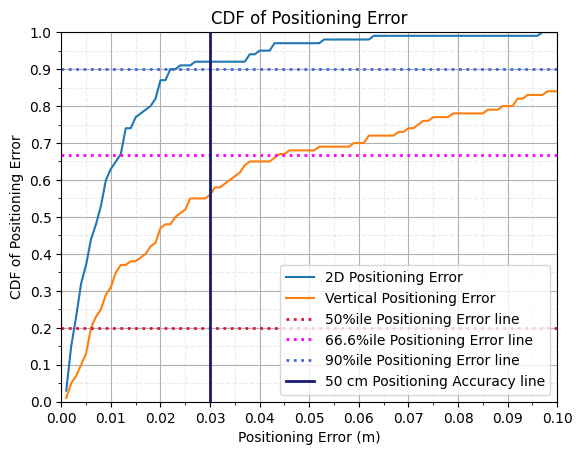 CDF of Positioning Error
CDF of Positioning Error
1.0
0.9
0.8
0.7
0.6
0.5
0.4
0.3
0.2
0.1
0.0
2D Positioning Error
Vertical Positioning Error
50%ile Positioning Error line
66.6%ile Positioning Error line
90%ile Positioning Error line
50 cm Positioning Accuracy line
0.00 0.01 0.02 0.03 0.04 0.05 0.06 0.07 0.08 0.09 0.10
Positioning Error (m)